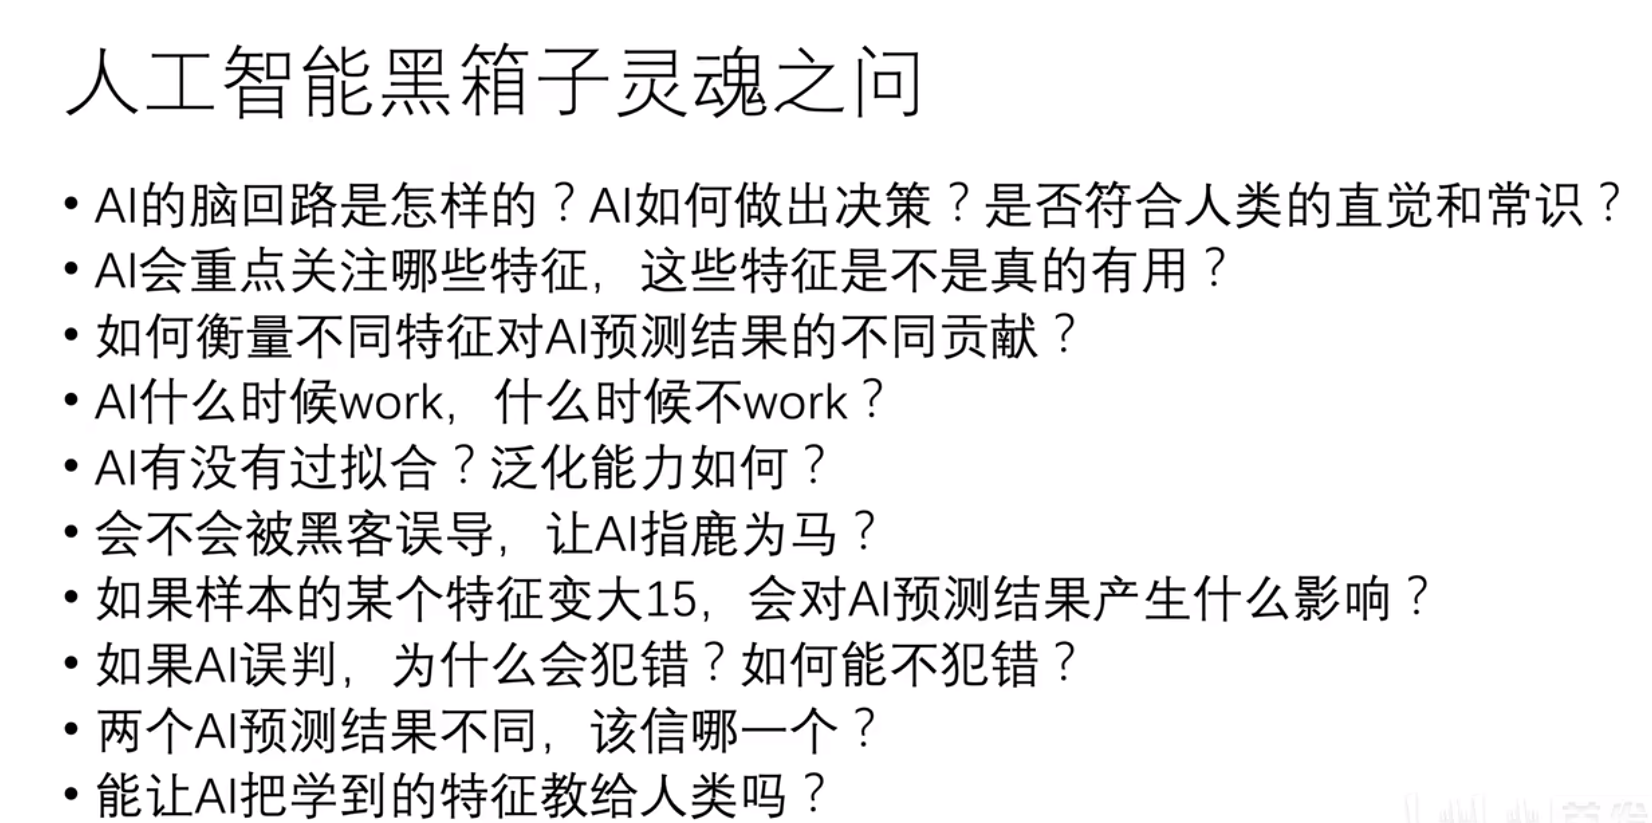 人工智能黑箱子灵魂之问
• AI的脑回路是怎样的？AI如何做出决策？是否符合人类的直觉和常识？
• AI会重点关注哪些特征，这些特征是不是真的有用？
• 如何衡量不同特征对AI预测结果的不同贡献？
• AI什么时候work，什么时候不work？
• AI有没有过拟合？泛化能力如何？
• 会不会被黑客误导，让AI指鹿为马？
• 如果样本的某个特征变大15，会对AI预测结果产生什么影响？
• 如果AI误判，为什么会犯错？如何能不犯错？
• 两个AI预测结果不同，该信哪一个？
• 能让AI把学到的特征教给人类吗？